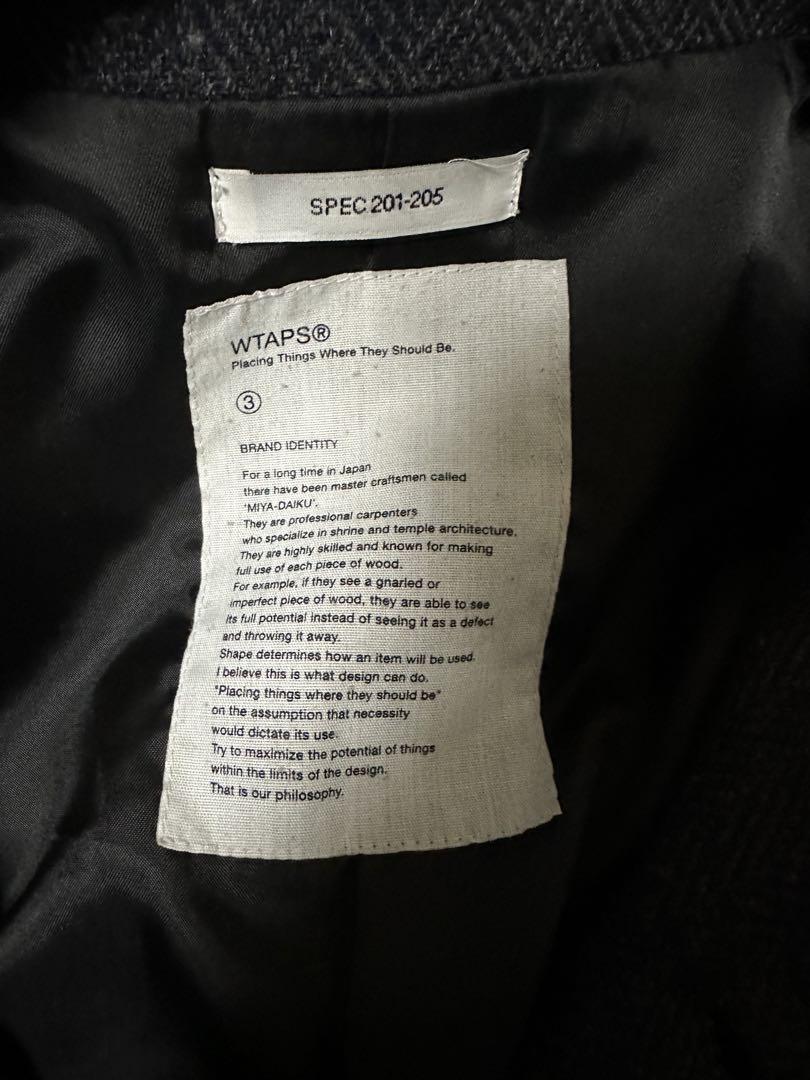 SPEC 201-205
WTAPS®
Placing Things Where They Should Be.
③
BRAND IDENTITY
For a long time in Japan
there have been master craftsmen called
'MIYA-DAIKU'.
They are professional carpenters
who specialize in shrine and temple architecture.
They are highly skilled and known for making
full use of each piece of wood.
For example, if they see a gnarled or
imperfect piece of wood, they are able to see
its full potential instead of seeing it as a defect
and throwing it away.
Shape determines how an item will be used.
I believe this is what design can do.
"Placing things where they should be"
on the assumption that necessity
would dictate its use.
Try to maximize the potential of things
within the limits of the design.
That is our philosophy.